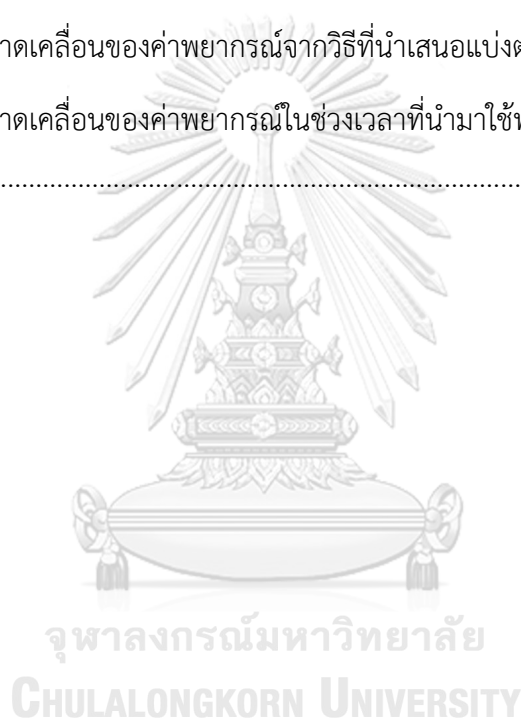 าดเคลื่อนของค่าพยากรณ์จากวิธีที่นำเสนอแบ่งต
าดเคลื่อนของค่าพยากรณ์ในช่วงเวลาที่นำมาใช้ท
................................................................................
จุฬาลงกรณ์มหาวิทยาลัย
CHULALONGKORN UNIVERSITY